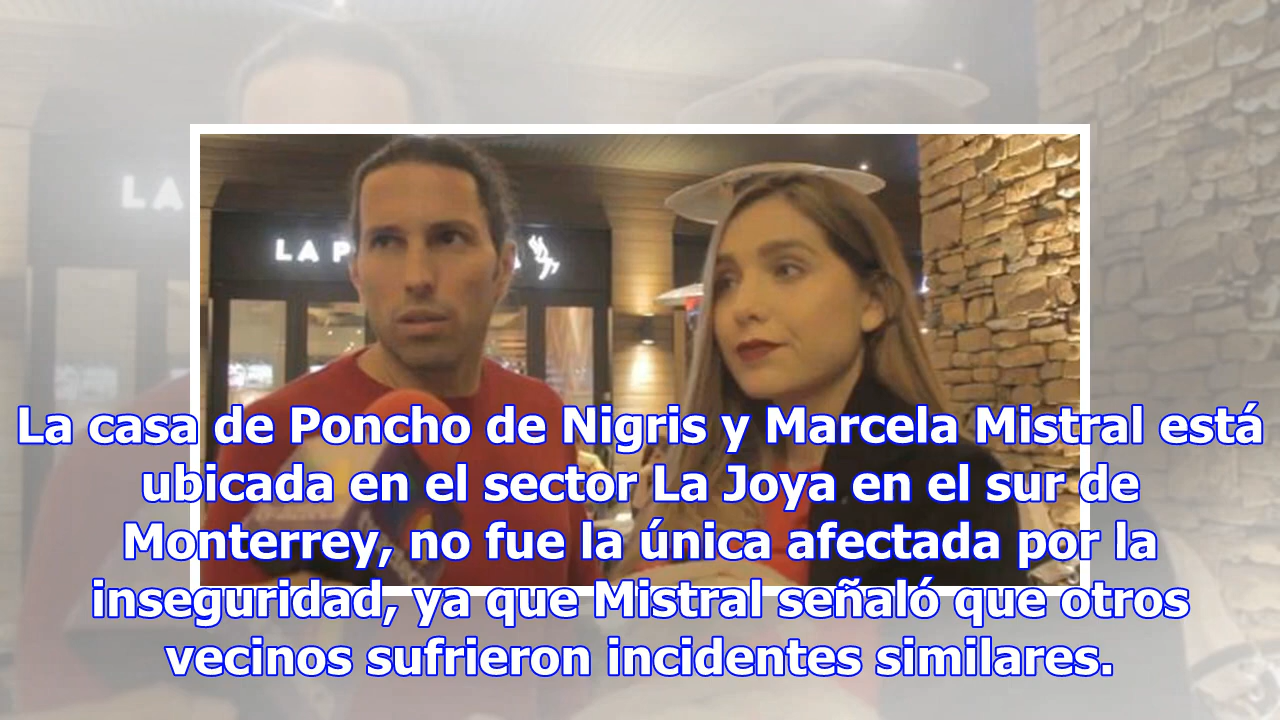 LA
LA P
La casa de Poncho de Nigris y Marcela Mistral está
ubicada en el sector La Joya en el sur de
Monterrey, no fue la única afectada por la
inseguridad, ya que Mistral señaló que otros
vecinos sufrieron incidentes similares.